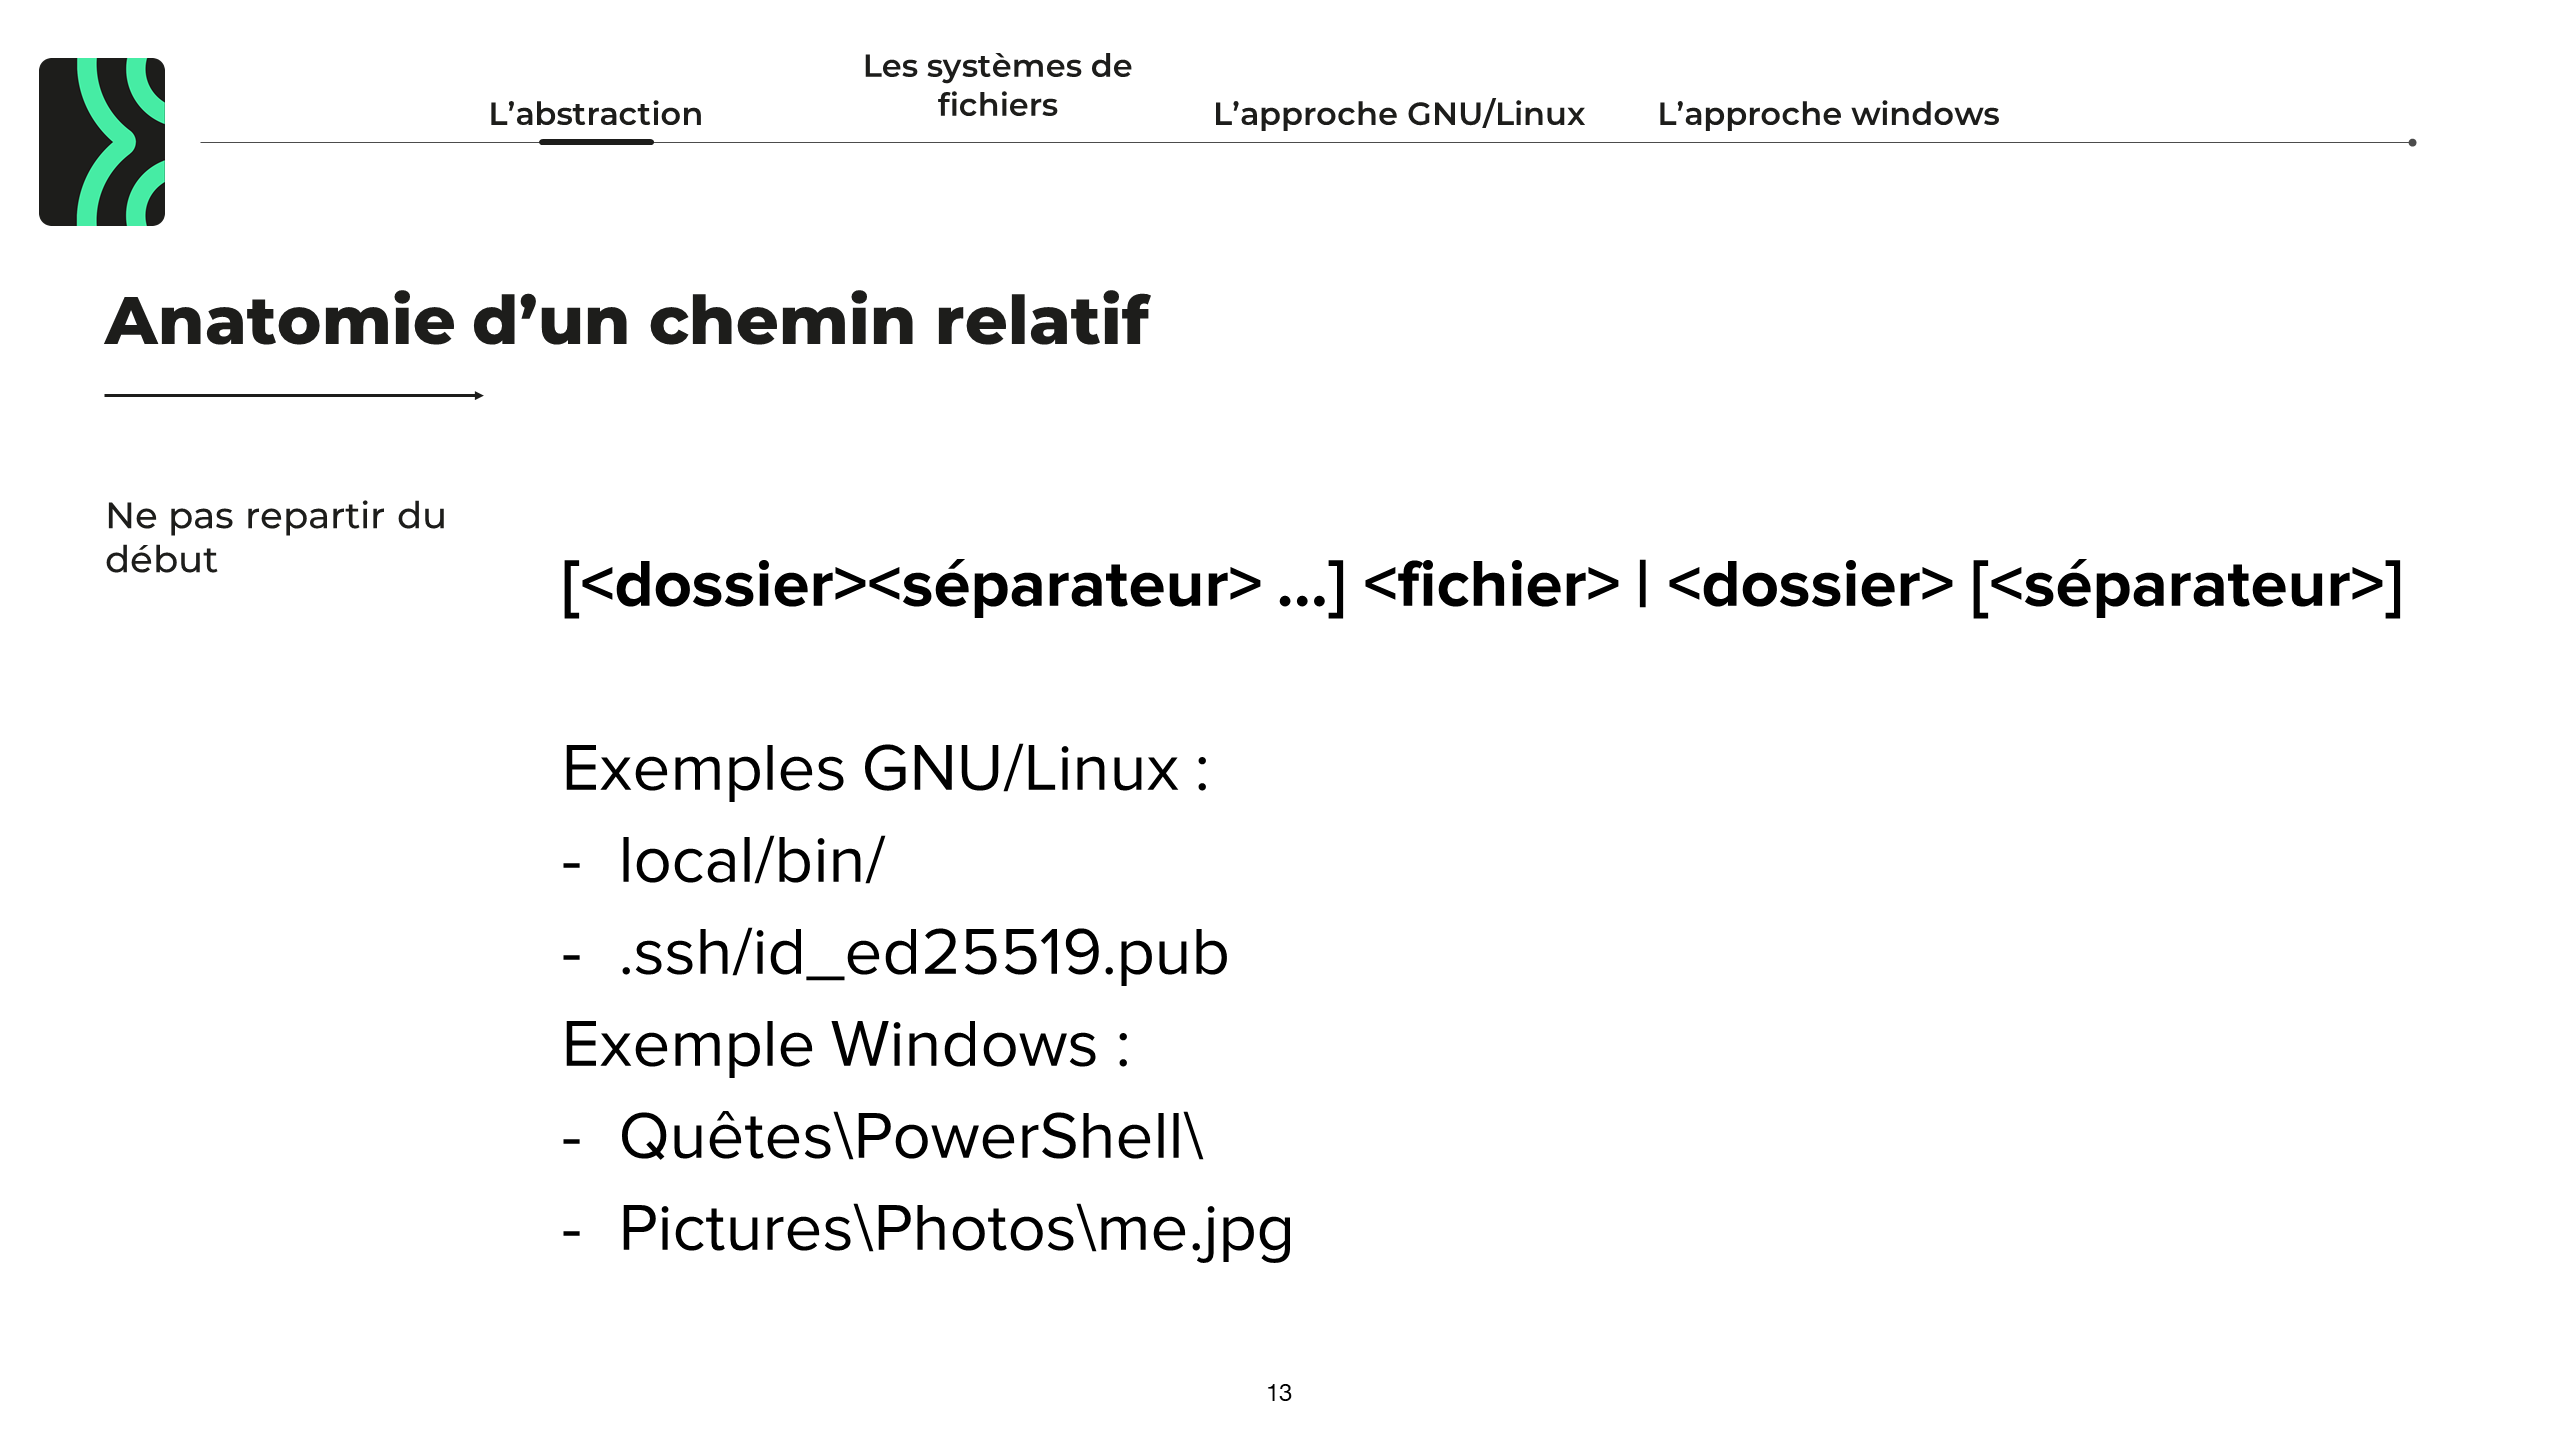 L’abstraction
Les systèmes de
fichiers
L’approche GNU/Linux
L’approche windows
Anatomie d’un chemin relatif
Ne pas repartir du
début
[<dossier><séparateur> ...] <fichier> | <dossier> [<séparateur>]
Exemples GNU/Linux :
- local/bin/
- .ssh/id_ed25519.pub
Exemple Windows :
- Quêtes\PowerShell\
- Pictures\Photos\me.jpg
13